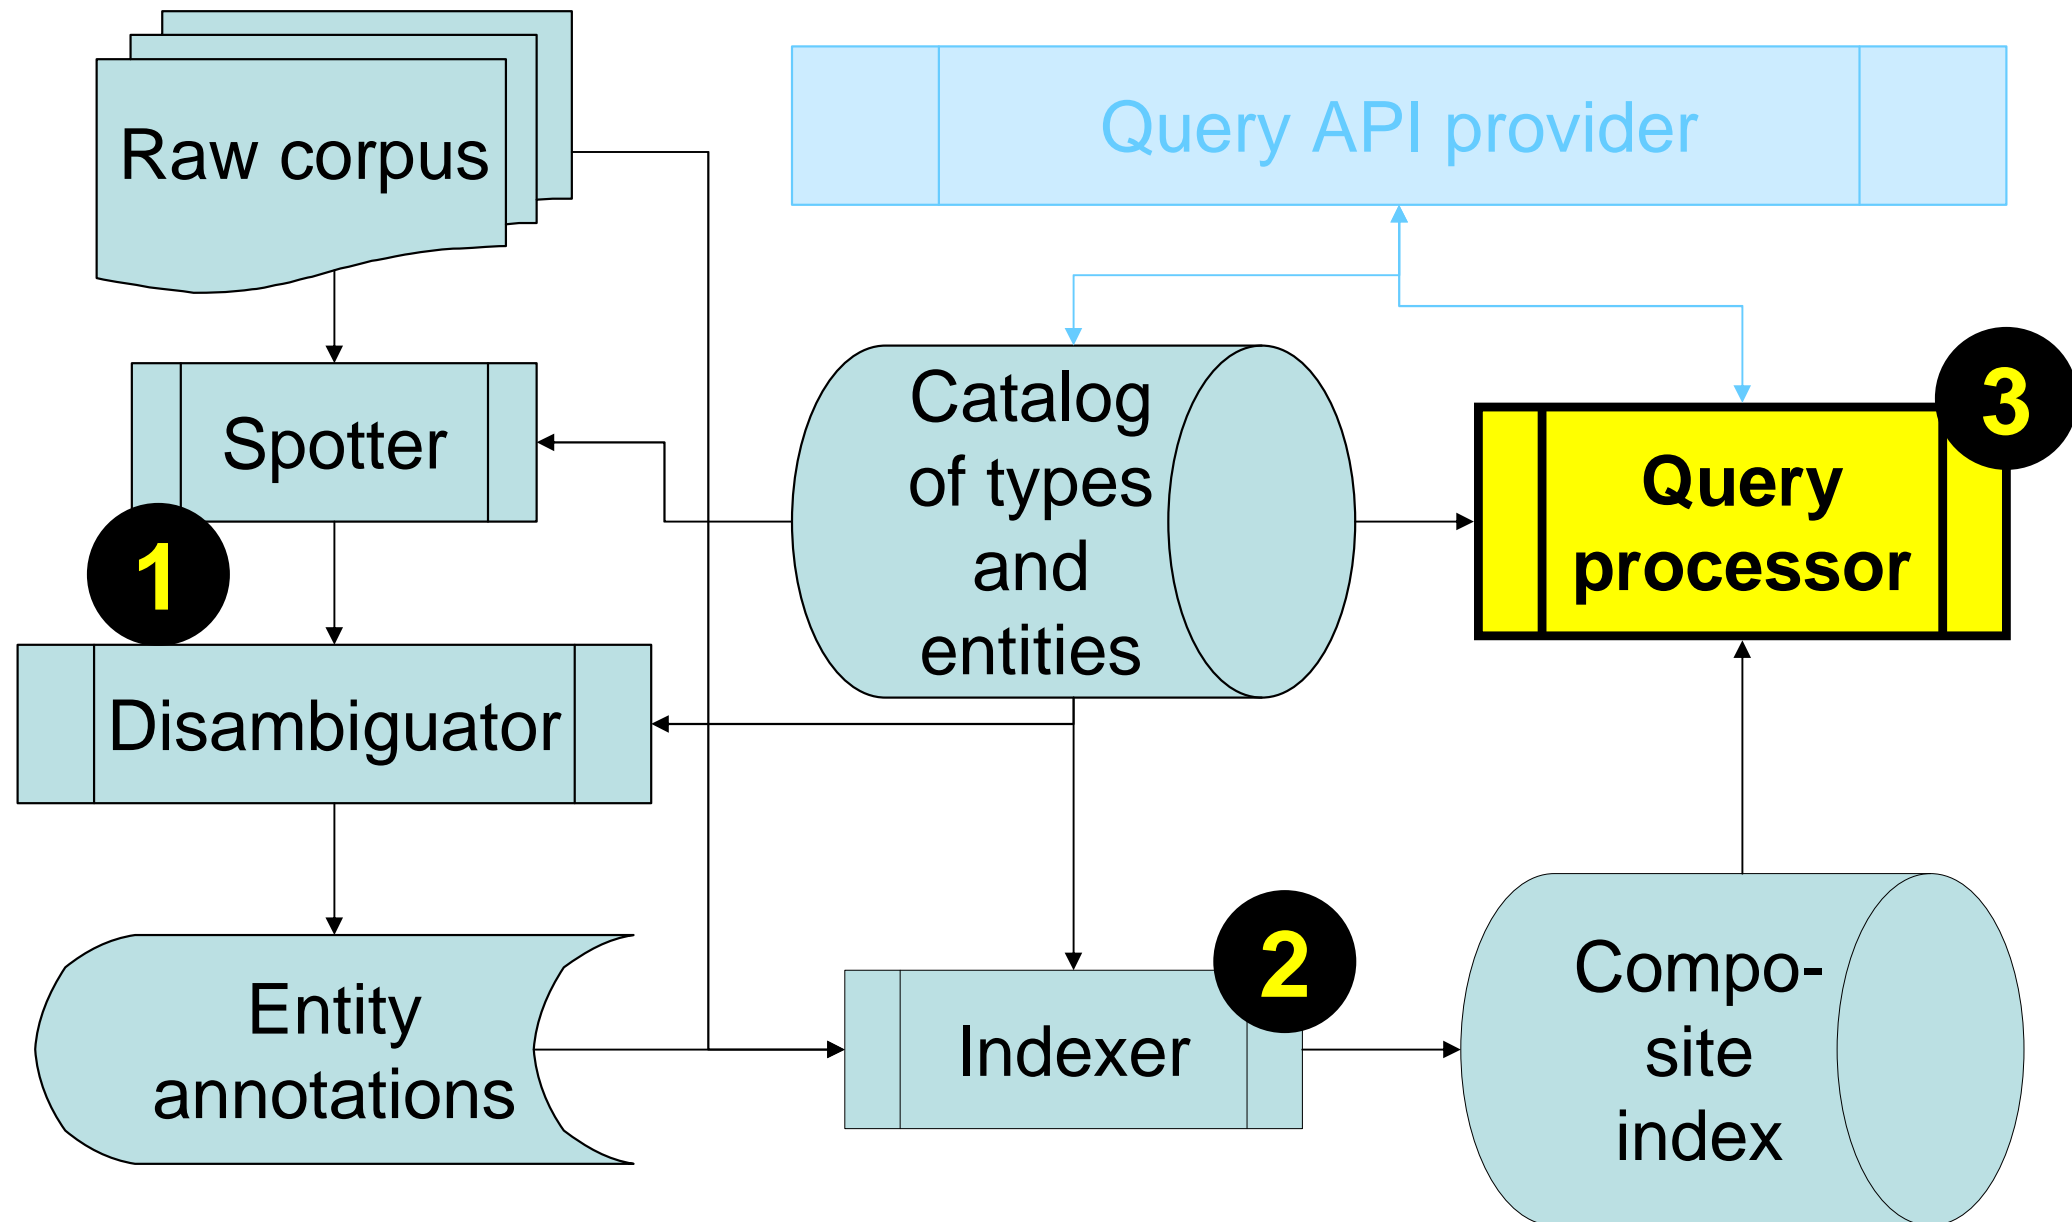 Raw corpus
Query API provider
Spotter
Catalog
of types
and
entities
3
Query
processor
1
Disambiguator
Entity
annotations
2
Indexer
Compo-
site
index